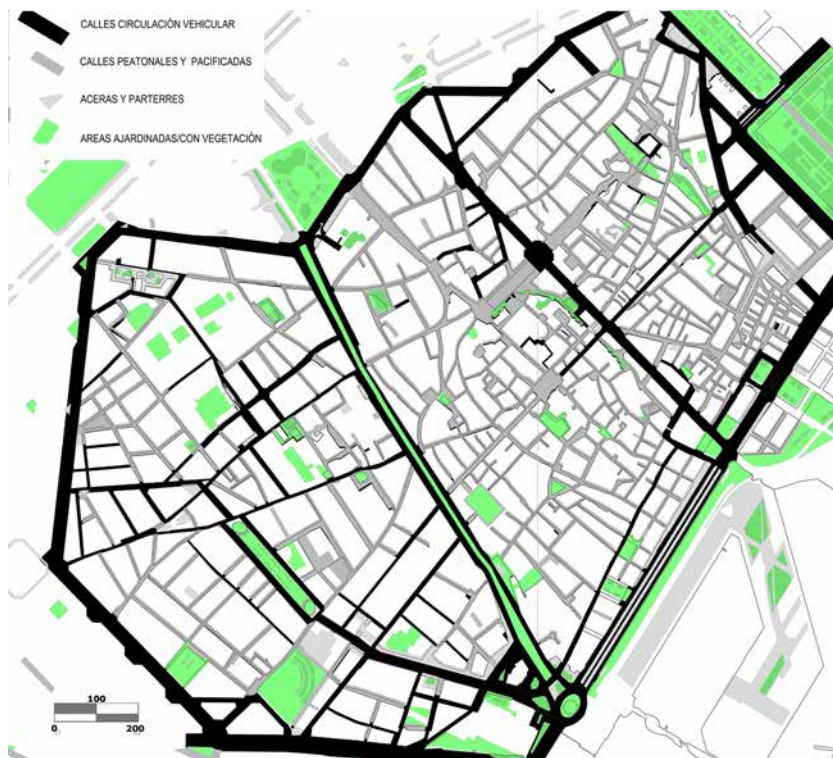 CALLES CIRCULACIÓN VEHICULAR
CALLES PEATONALES Y PACIFICADAS
ACERAS Y PARTERRES
AREAS AJARDINADAS/CON VEGETACIÓN
100
0 200